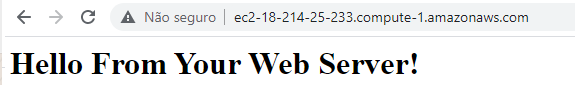 Não seguro | ec2-18-214-25-233.compute-1.amazonaws.com
Hello From Your Web Server!